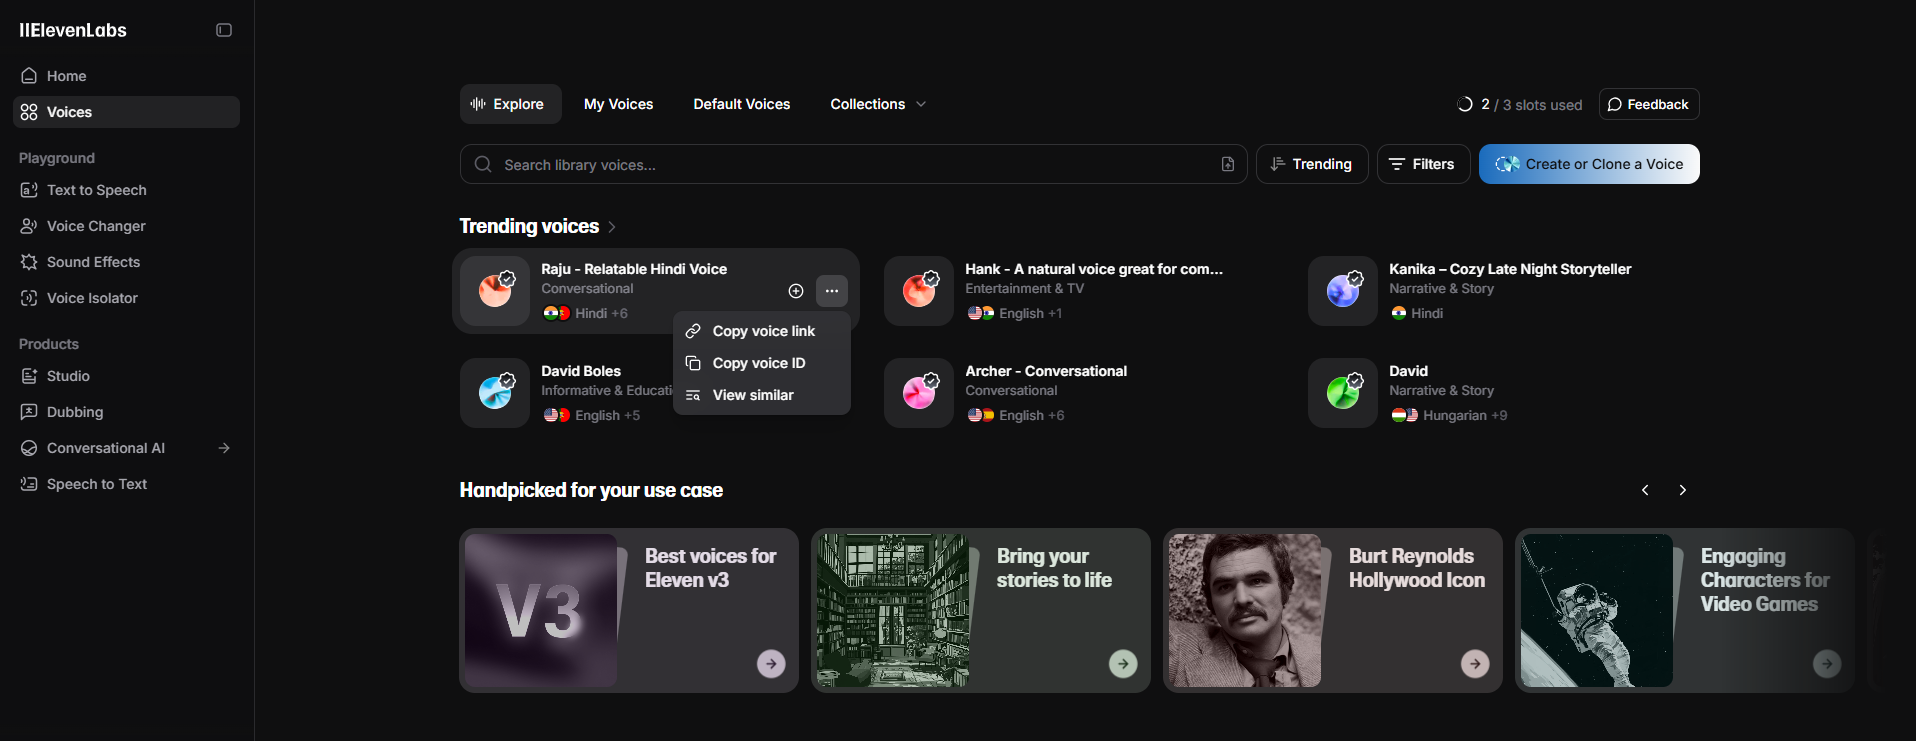 IIElevenLabs
Home
Voices
Playground
Text to Speech
Voice Changer
Sound Effects
Voice Isolator
Products
Studio
Dubbing
Conversational AI
Speech to Text
Explore
My Voices
Default Voices
Collections
2 / 3 slots used
Feedback
Search library voices...
Trending
Filters
Create or Clone a Voice
Trending voices
Raju - Relatable Hindi Voice
Conversational
Hindi +6
Copy voice link
Copy voice ID
View similar
Hank - A natural voice great for com...
Entertainment & TV
English +1
Kanika – Cozy Late Night Storyteller
Narrative & Story
Hindi
David Boles
Informative & Educati
English +5
Archer - Conversational
Conversational
English +6
David
Narrative & Story
Hungarian +9
Handpicked for your use case
V3
Best voices for
Eleven v3
Bring your
stories to life
Burt Reynolds
Hollywood Icon
Engaging
Characters for
Video Games